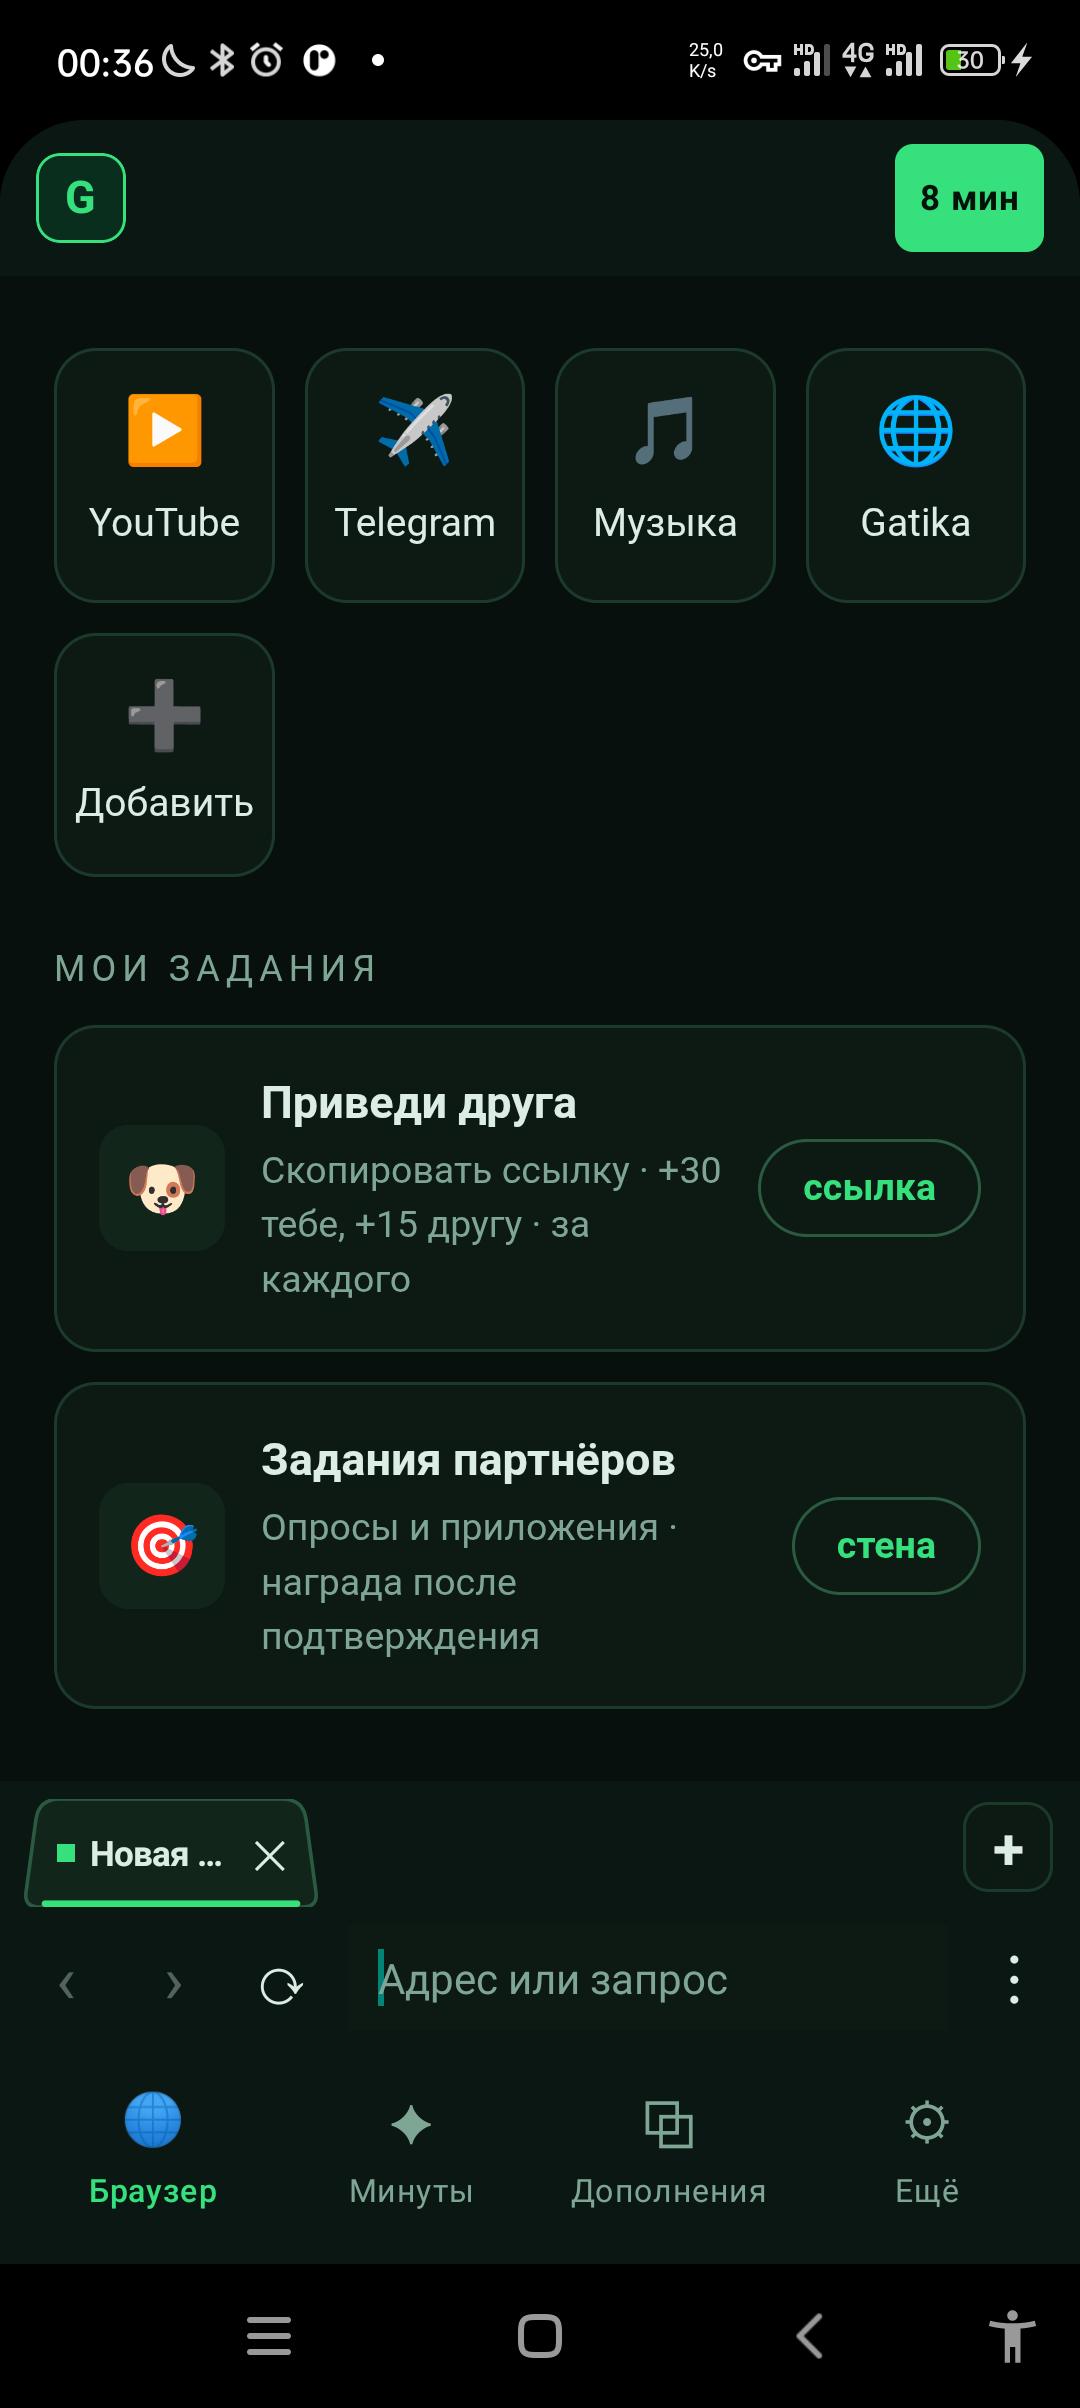 00:36
25,0
K/s
HD
4G
HD
30
G
8 мин
YouTube
Telegram
Музыка
Gatika
Добавить
МОИ ЗАДАНИЯ
Приведи друга
Скопировать ссылку · +30
тебе, +15 другу · за
каждого
ссылка
Задания партнёров
Опросы и приложения ·
награда после
подтверждения
стена
Новая ...
Адрес или запрос
Браузер
Минуты
Дополнения
Ещё